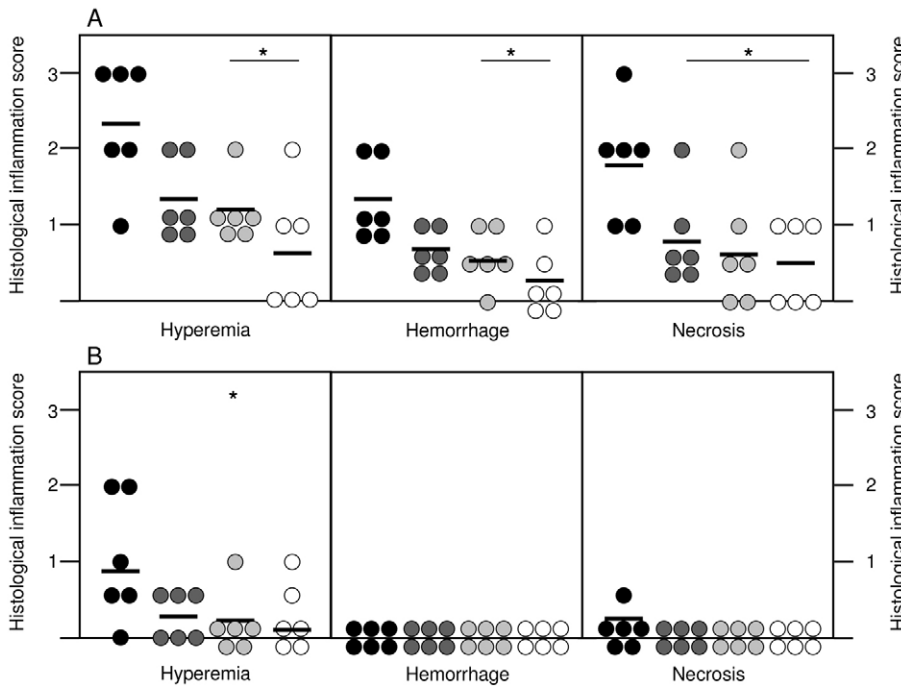 A
Histological inflammation score
3
2
1
*
*
*
3
2
1
Histological inflammation score
Hyperemia
Hemorrhage
Necrosis
B
Histological inflammation score
3
2
1
*
3
2
1
Histological inflammation score
Hyperemia
Hemorrhage
Necrosis